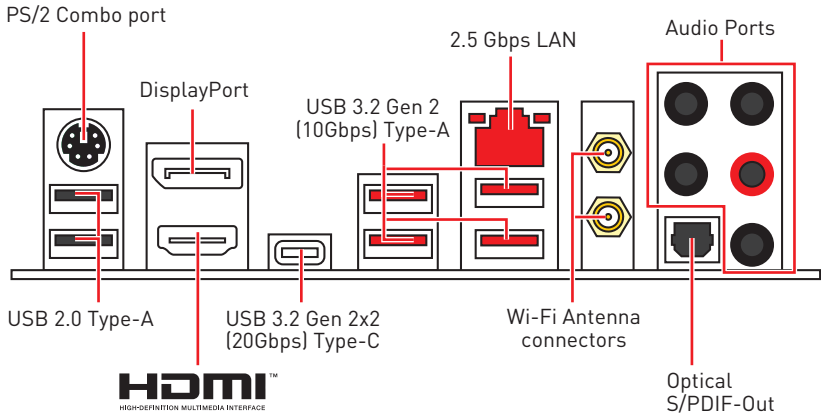 PS/2 Combo port
DisplayPort
USB 3.2 Gen 2
(10Gbps) Type-A
2.5 Gbps LAN
Audio Ports
USB 2.0 Type-A
USB 3.2 Gen 2x2
(20Gbps) Type-C
Wi-Fi Antenna
connectors
HDMI™
HIGH-DEFINITION MULTIMEDIA INTERFACE
Optical
S/PDIF-Out